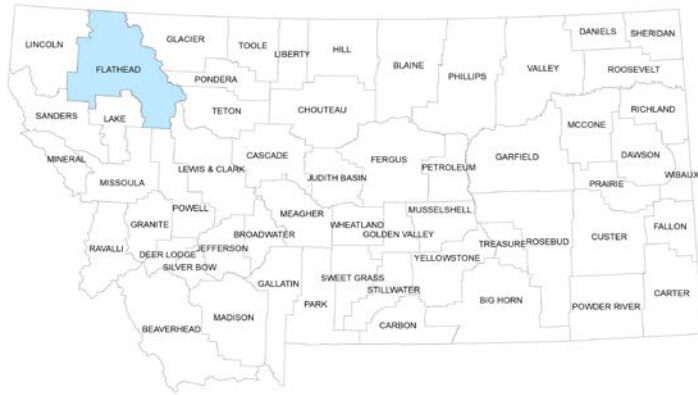 LINCOLN
FLATHEAD
GLACIER
TOOLE
LIBERTY
HILL
BLAINE
PHILLIPS
VALLEY
DANIELS
SHERIDAN
ROOSEVELT
PONDERA
TETON
CHOUTEAU
SANDERS
LAKE
RICHLAND
MCCONE
MINERAL
MISSOULA
LEWIS & CLARK
CASCADE
JUDITH BASIN
FERGUS
PETROLEUM
GARFIELD
DAWSON
WIBAUX
PRAIRIE
GRANITE
POWELL
MEAGHER
WHEATLAND
MUSSELSHELL
RAVALLI
DEER LODGE
JEFFERSON
BROADWATER
GOLDEN VALLEY
TREASURE
ROSEBUD
CUSTER
FALLON
SILVER BOW
GALLATIN
PARK
SWEET GRASS
STILLWATER
YELLOWSTONE
BIG HORN
POWDER RIVER
CARTER
BEAVERHEAD
MADISON
CARBON